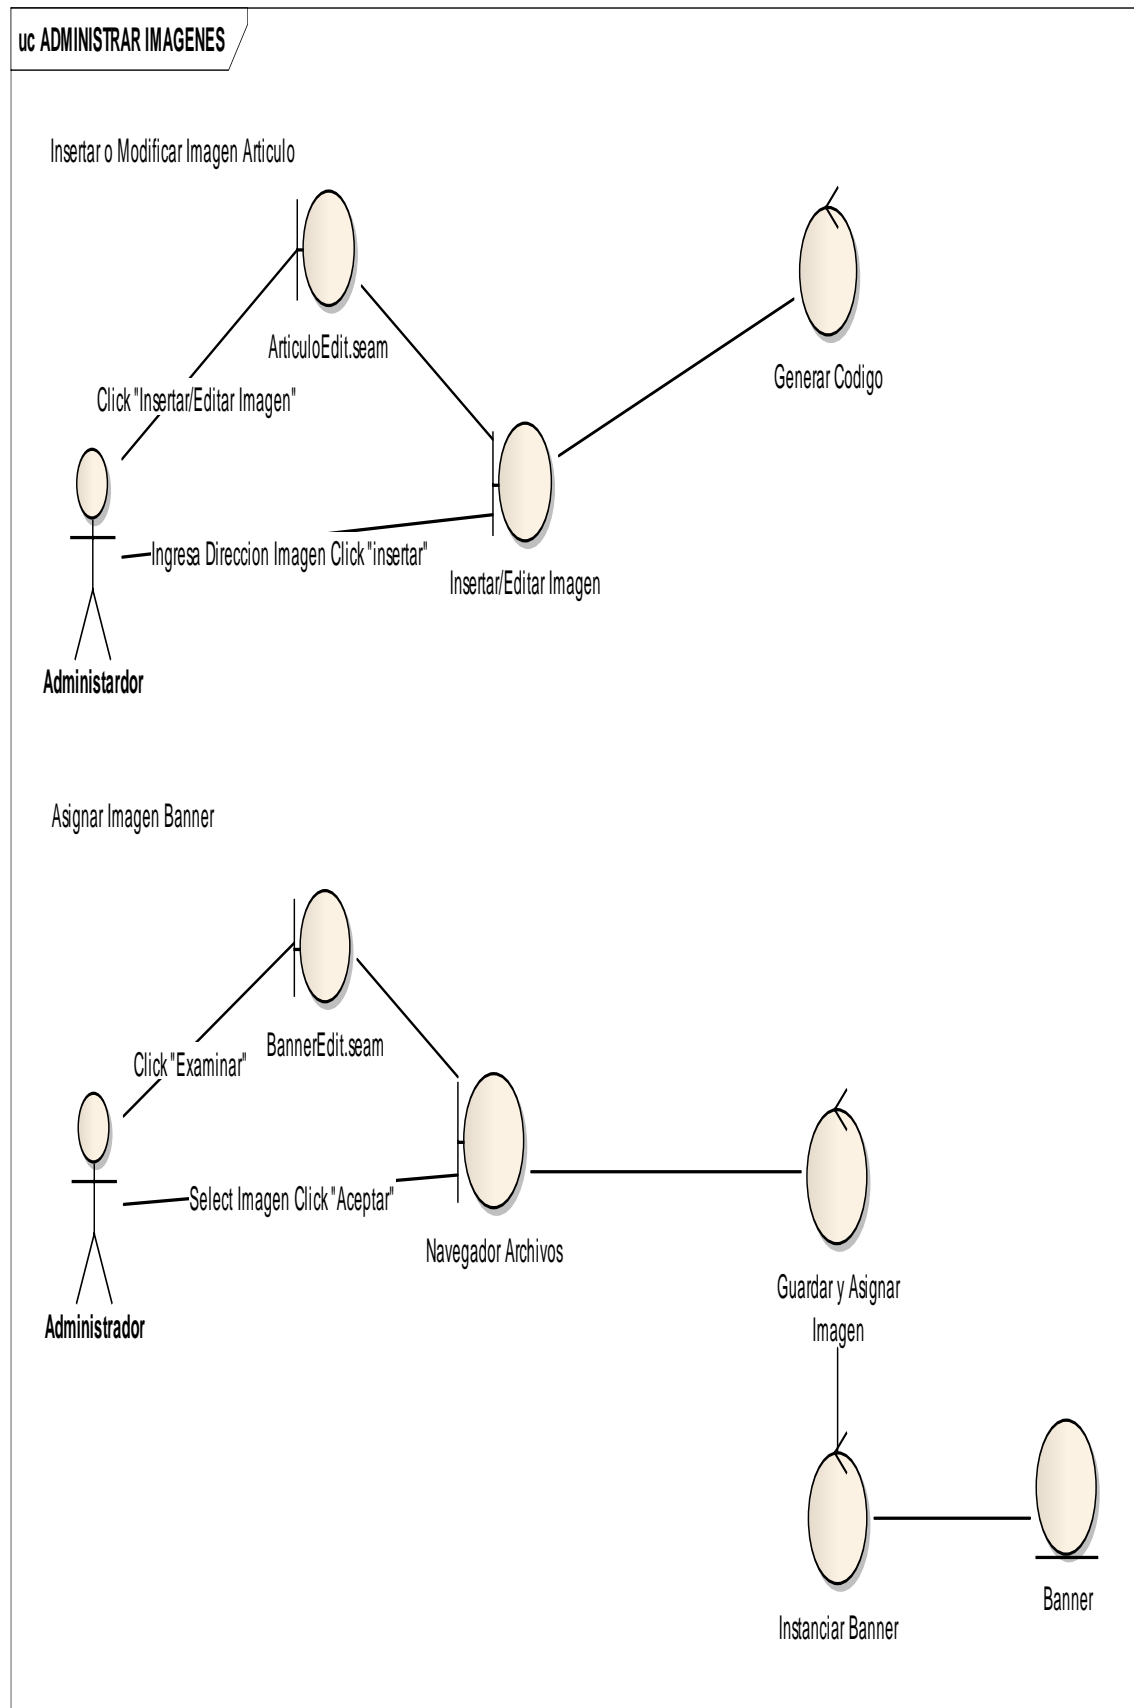 uc ADMINISTRAR IMAGENES
Insertar o Modificar Imagen Articulo
ArticuloEdit.seam
Generar Codigo
Click "Insertar/Editar Imagen"
Ingresa Direccion Imagen Click "insertar"
Insertar/Editar Imagen
Administardor
Asignar Imagen Banner
BannerEdit.seam
Click "Examinar"
Select Imagen Click "Aceptar"
Navegador Archivos
Guardar y Asignar
Imagen
Administrador
Banner
Instanciar Banner